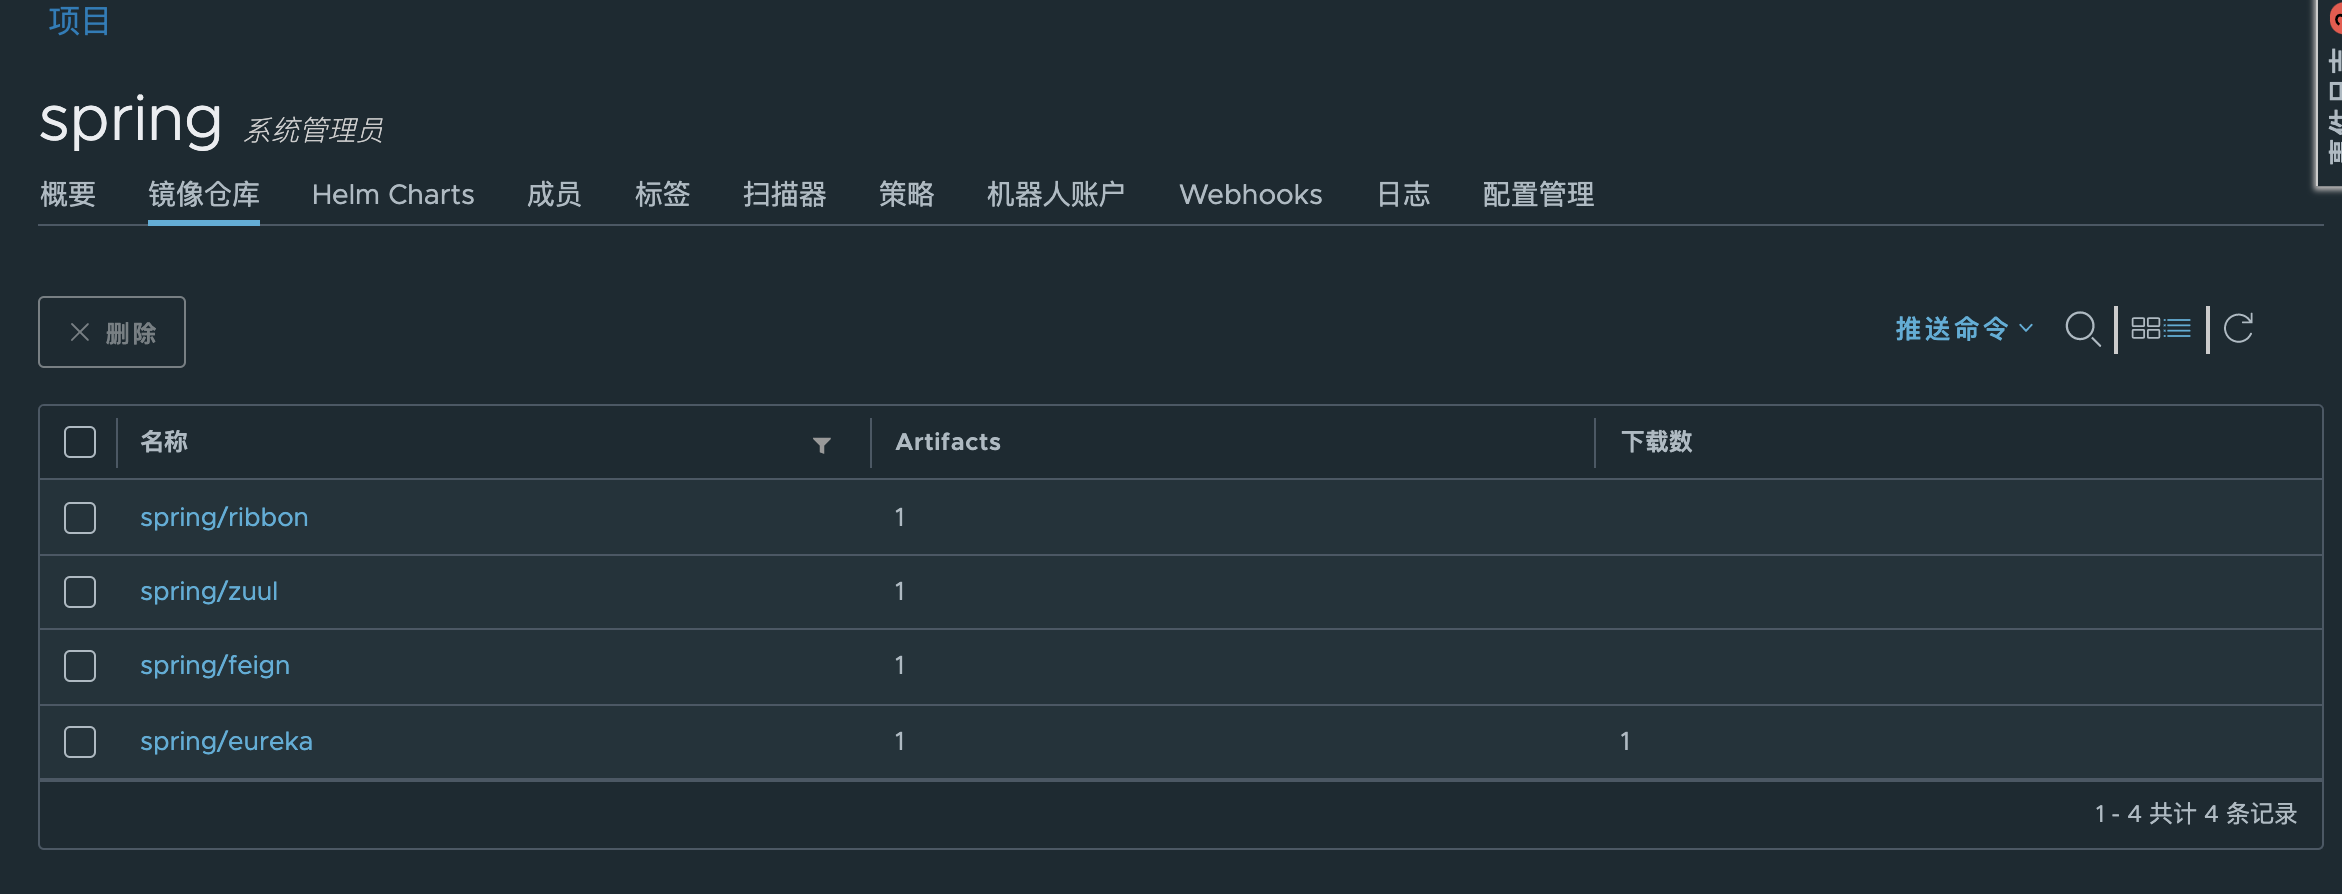 项目
spring 系统管理员
概要 镜像仓库 Helm Charts 成员 标签 扫描器 策略 机器人账户 Webhooks 日志 配置管理
删除 推送命令
名称 Artifacts 下载数
spring/ribbon 1
spring/zuul 1
spring/feign 1
spring/eureka 1 1
1 - 4 共计 4 条记录